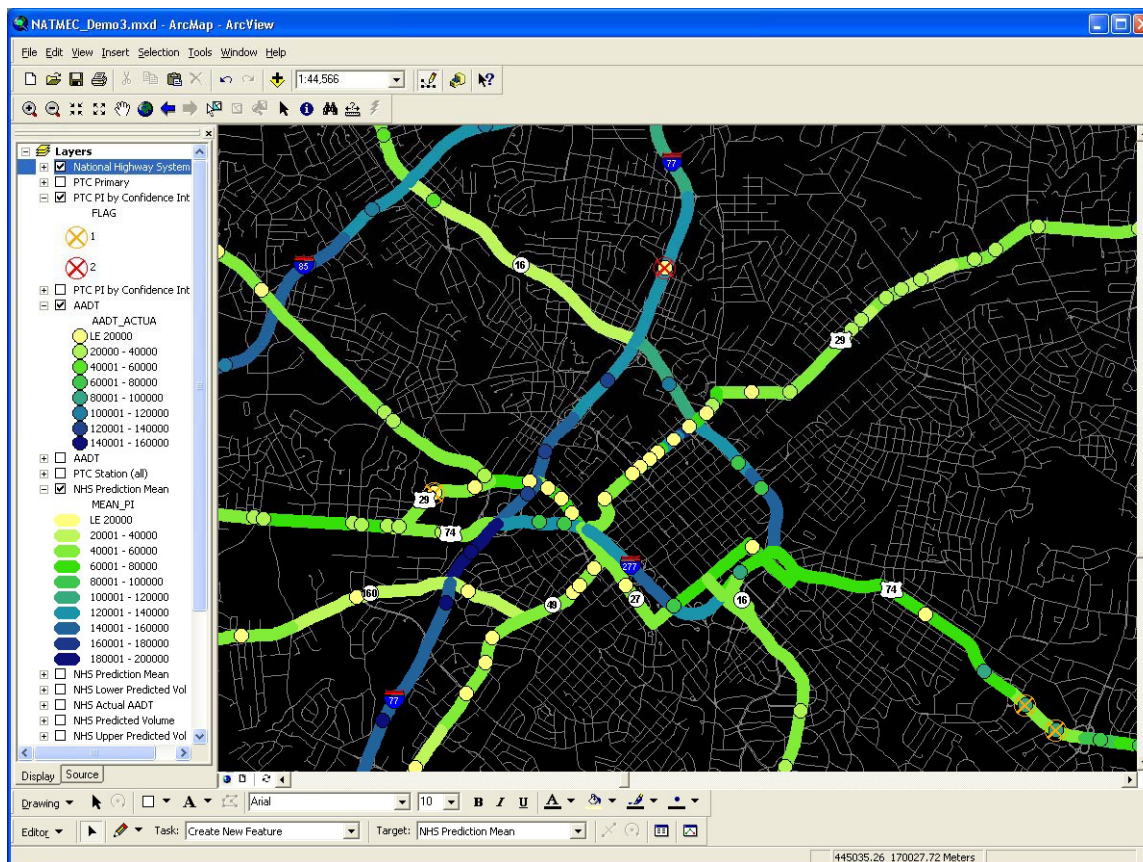 NATMEC_Demo3.mxd - ArcMap - ArcView
File Edit View Insert Selection Tools Window Help
1:44,566
Layers
National Highway System
PTC Primary
PTC PI by Confidence Int
FLAG
1
2
PTC PI by Confidence Int
AADT
AADT_ACTUA
LE 20000
20000 - 40000
40001 - 60000
60001 - 80000
80001 - 100000
100001 - 120000
120001 - 140000
140001 - 160000
AADT
PTC Station (all)
NHS Prediction Mean
MEAN_PI
LE 20000
20001 - 40000
40001 - 60000
60001 - 80000
80001 - 100000
100001 - 120000
120001 - 140000
140001 - 160000
160001 - 180000
180001 - 200000
NHS Prediction Mean
NHS Lower Predicted Vol
NHS Actual AADT
NHS Predicted Volume
NHS Upper Predicted Vol
Display Source
77
85
16
29
29
74
277
160
49
27
16
74
77
Drawing A Arial 10 B I U A
Editor Task: Create New Feature Target: NHS Prediction Mean
445035.26 170027.72 Meters